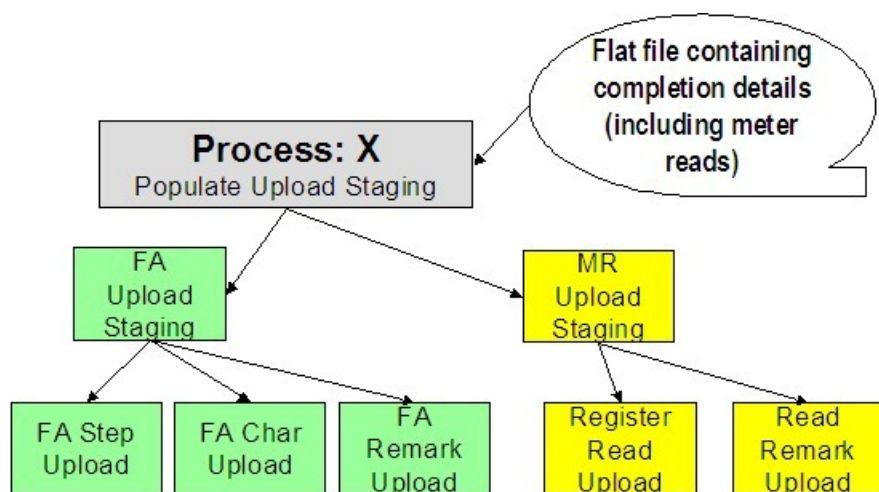 Flat file containing
completion details
(including meter
reads)
Process: X
Populate Upload Staging
FA
Upload
Staging
MR
Upload
Staging
FA Step
Upload
FA Char
Upload
FA
Remark
Upload
Register
Read
Upload
Read
Remark
Upload